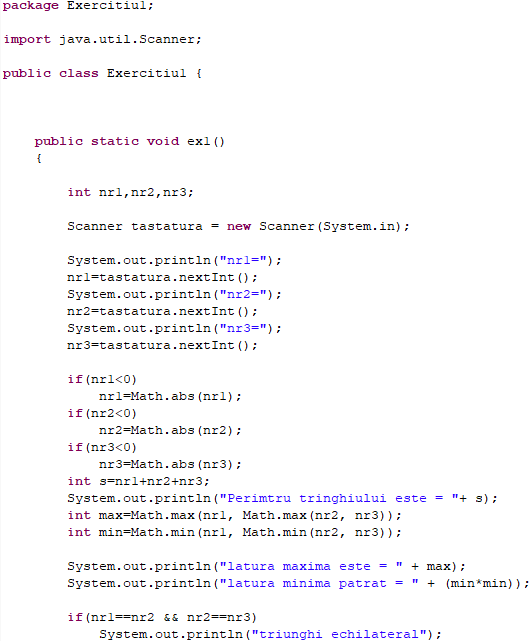 package Exercitiul;
import java.util.Scanner;
public class Exercitiul {
public static void ex1()
{
int nr1,nr2,nr3;
Scanner tastatura = new Scanner(System.in);
System.out.println("nr1=");
nr1=tastatura.nextInt();
System.out.println("nr2=");
nr2=tastatura.nextInt();
System.out.println("nr3=");
nr3=tastatura.nextInt();
if(nr1<0)
nr1=Math.abs(nr1);
if(nr2<0)
nr2=Math.abs(nr2);
if(nr3<0)
nr3=Math.abs(nr3);
int s=nr1+nr2+nr3;
System.out.println("Perimtru tringhiului este = "+ s);
int max=Math.max(nr1, Math.max(nr2, nr3));
int min=Math.min(nr1, Math.min(nr2, nr3));
System.out.println("latura maxima este = " + max);
System.out.println("latura minima patrat = " + (min*min));
if(nr1==nr2 && nr2==nr3)
System.out.println("triunghi echilateral");